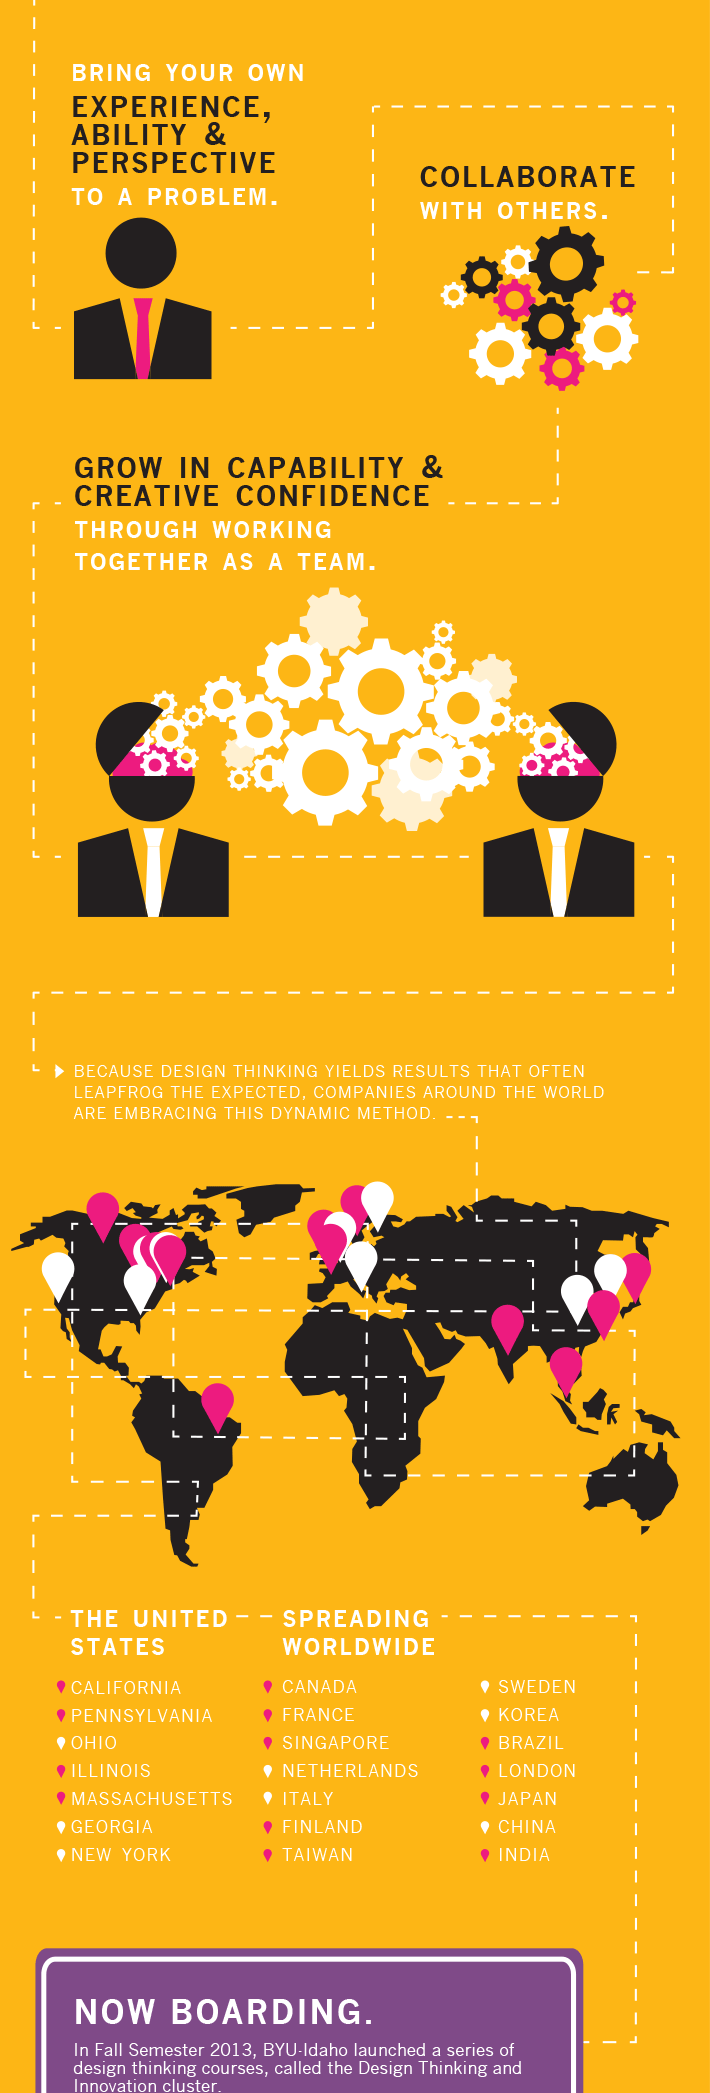 BRING YOUR OWN
EXPERIENCE,
ABILITY &
PERSPECTIVE
TO A PROBLEM.
COLLABORATE
WITH OTHERS.
GROW IN CAPABILITY &
CREATIVE CONFIDENCE
THROUGH WORKING
TOGETHER AS A TEAM.
BECAUSE DESIGN THINKING YIELDS RESULTS THAT OFTEN
LEAPFROG THE EXPECTED, COMPANIES AROUND THE WORLD
ARE EMBRACING THIS DYNAMIC METHOD.
THE UNITED
STATES
CALIFORNIA
PENNSYLVANIA
OHIO
ILLINOIS
MASSACHUSETTS
GEORGIA
NEW YORK
SPREADING
WORLDWIDE
CANADA
FRANCE
SINGAPORE
NETHERLANDS
ITALY
FINLAND
TAIWAN
SWEDEN
KOREA
BRAZIL
LONDON
JAPAN
CHINA
INDIA
NOW BOARDING.
In Fall Semester 2013, BYU-Idaho launched a series of
design thinking courses, called the Design Thinking and
Innovation cluster.